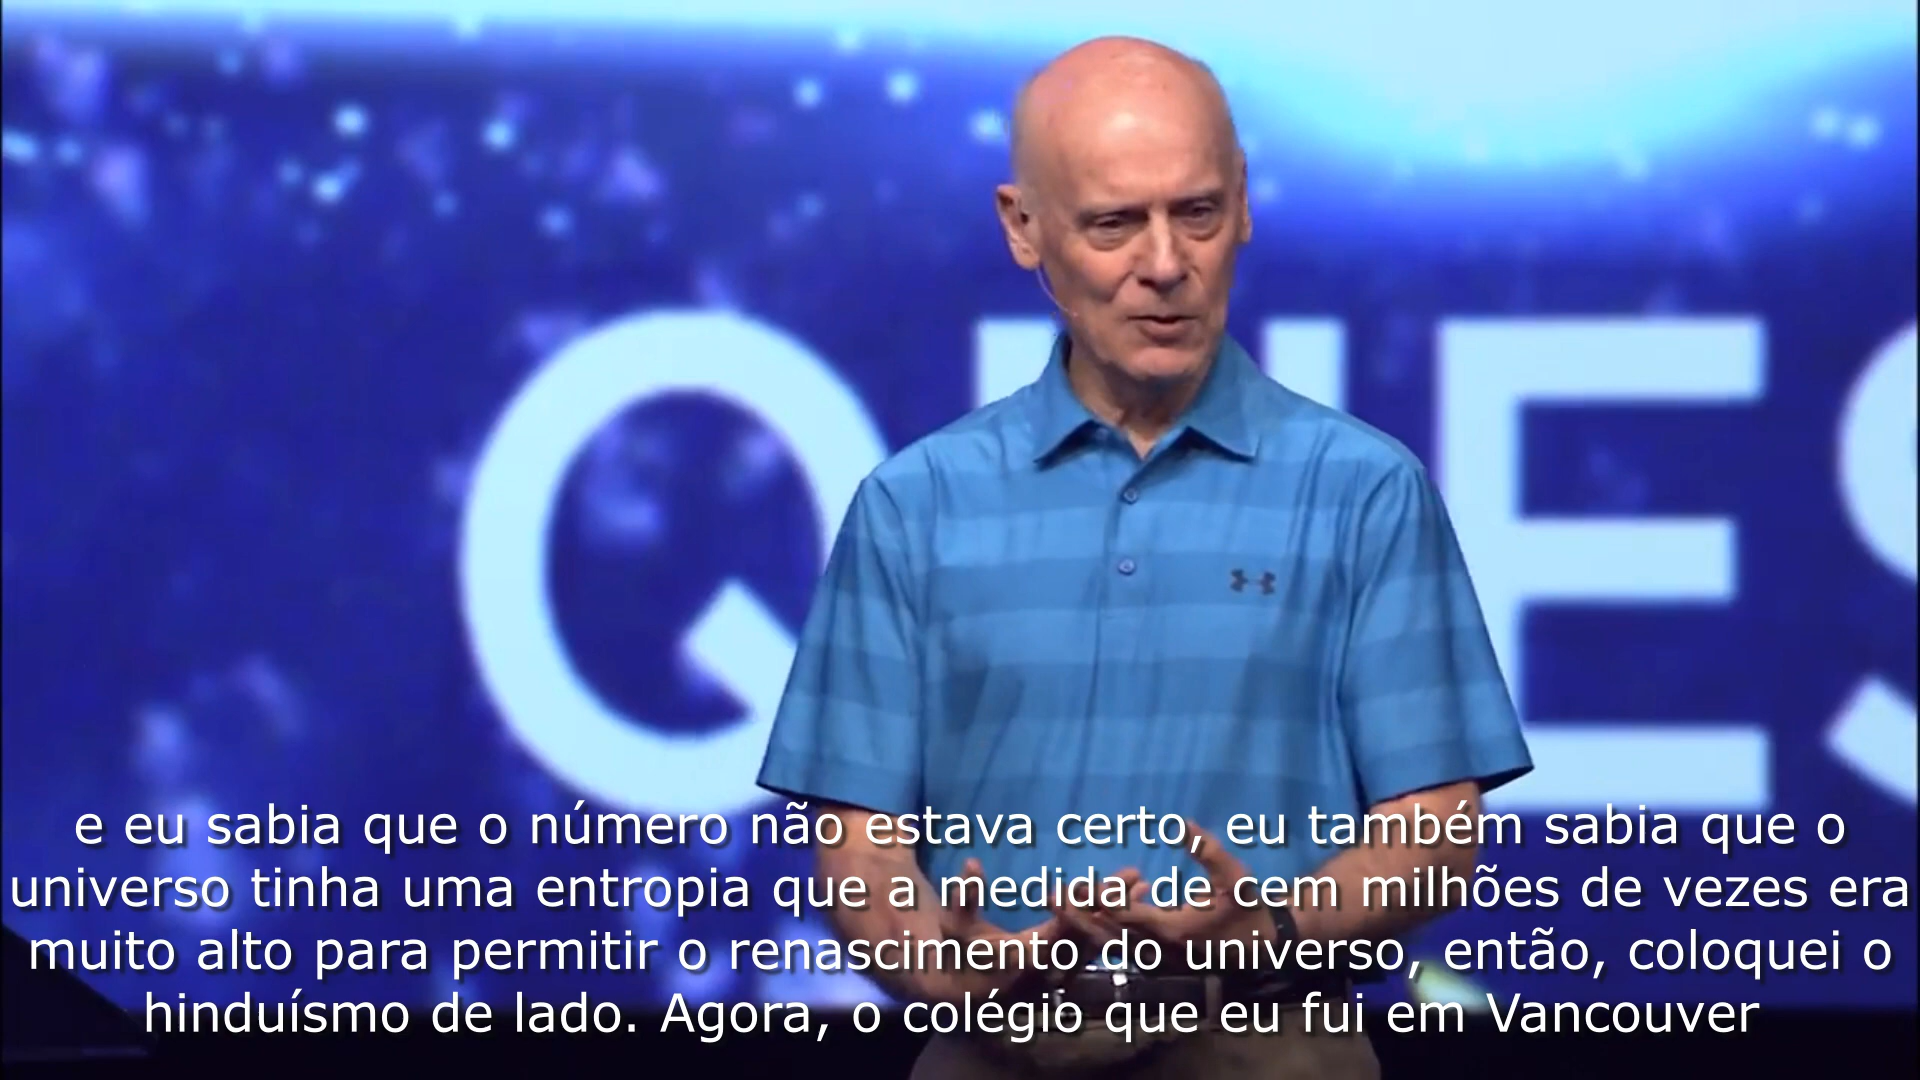 QUES
e eu sabia que o número não estava certo, eu também sabia que o
universo tinha uma entropia que a medida de cem milhões de vezes era
muito alto para permitir o renascimento do universo, então, coloquei o
hinduísmo de lado. Agora, o colégio que eu fui em Vancouver